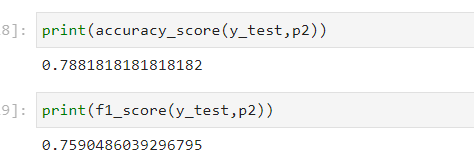 8]: print(accuracy_score(y_test,p2))
0.7881818181818182
9]: print(f1_score(y_test,p2))
0.7590486039296795